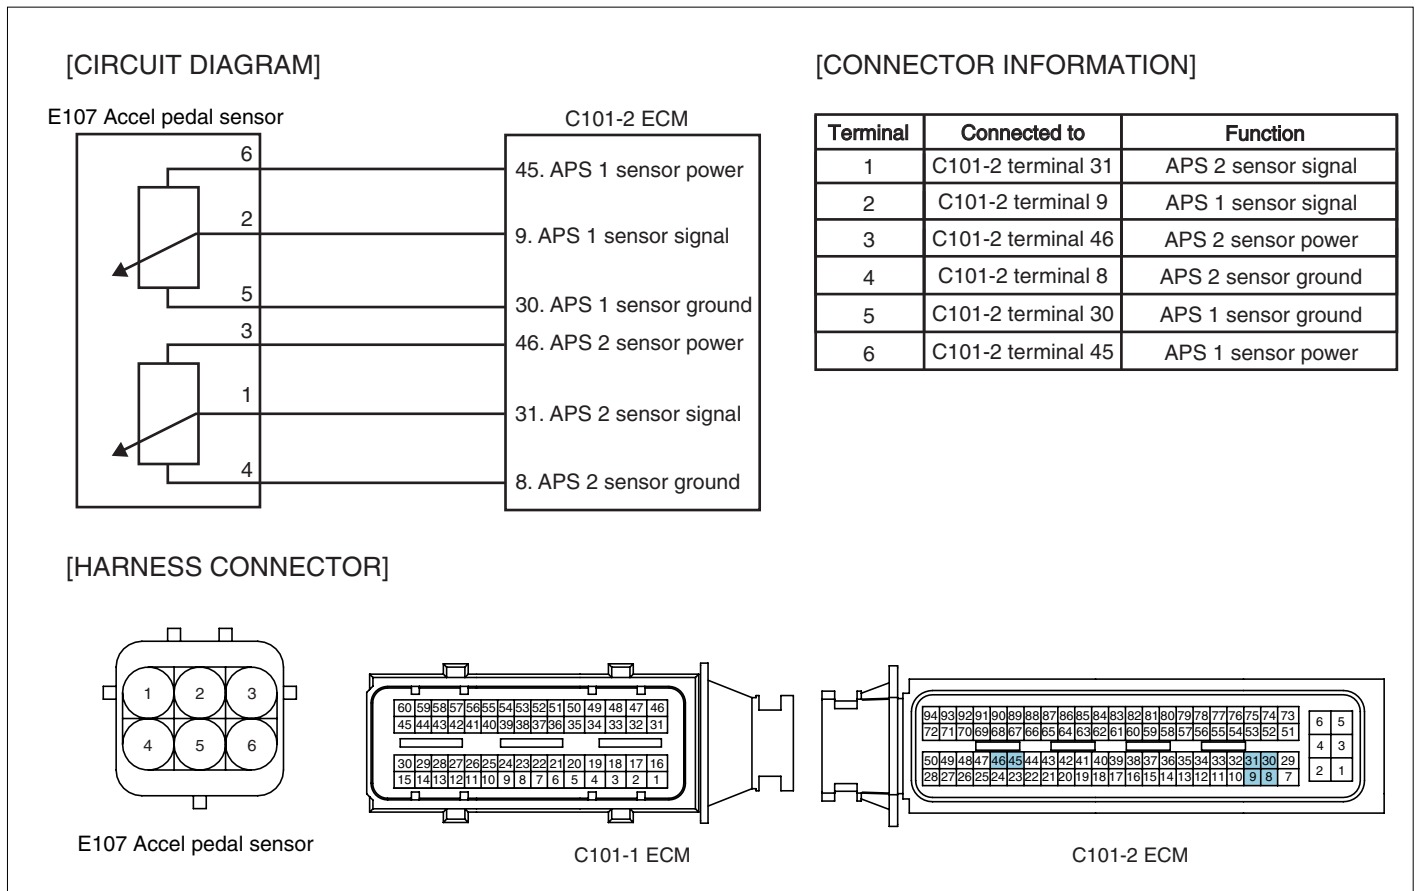 [CIRCUIT DIAGRAM]
E107 Accel pedal sensor
C101-2 ECM
6
45. APS 1 sensor power
2
9. APS 1 sensor signal
5
30. APS 1 sensor ground
3
46. APS 2 sensor power
1
31. APS 2 sensor signal
4
8. APS 2 sensor ground
[CONNECTOR INFORMATION]
Terminal Connected to Function
1 C101-2 terminal 31 APS 2 sensor signal
2 C101-2 terminal 9 APS 1 sensor signal
3 C101-2 terminal 46 APS 2 sensor power
4 C101-2 terminal 8 APS 2 sensor ground
5 C101-2 terminal 30 APS 1 sensor ground
6 C101-2 terminal 45 APS 1 sensor power
[HARNESS CONNECTOR]
1 2 3
4 5 6
E107 Accel pedal sensor
60 59 58 57 56 55 54 53 52 51 50 49 48 47 46
45 44 43 42 41 40 39 38 37 36 35 34 33 32 31
30 29 28 27 26 25 24 23 22 21 20 19 18 17 16
15 14 13 12 11 10 9 8 7 6 5 4 3 2 1
C101-1 ECM
94 93 92 91 90 89 88 87 86 85 84 83 82 81 80 79 78 77 76 75 74 73
72 71 70 69 68 67 66 65 64 63 62 61 60 59 58 57 56 55 54 53 52 51
50 49 48 47 46 45 44 43 42 41 40 39 38 37 36 35 34 33 32 31 30 29
28 27 26 25 24 23 22 21 20 19 18 17 16 15 14 13 12 11 10 9 8 7
6 5
4 3
2 1
C101-2 ECM